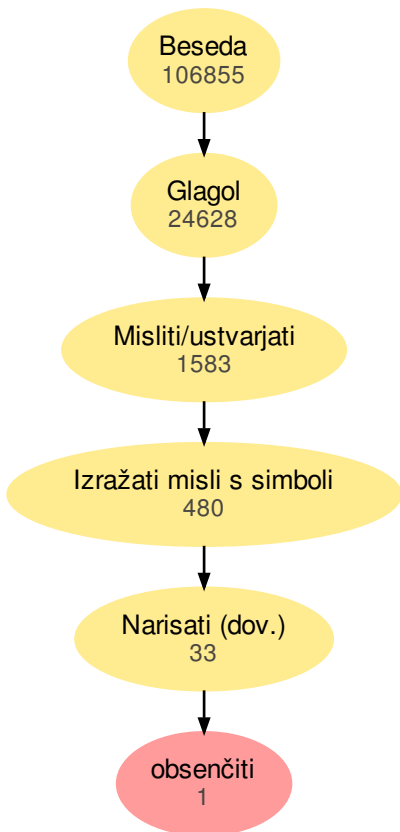 Beseda
106855
Glagol
24628
Misliti/ustvarjati
1583
Izražati misli s simboli
480
Narisati (dov.)
33
obsenčiti
1